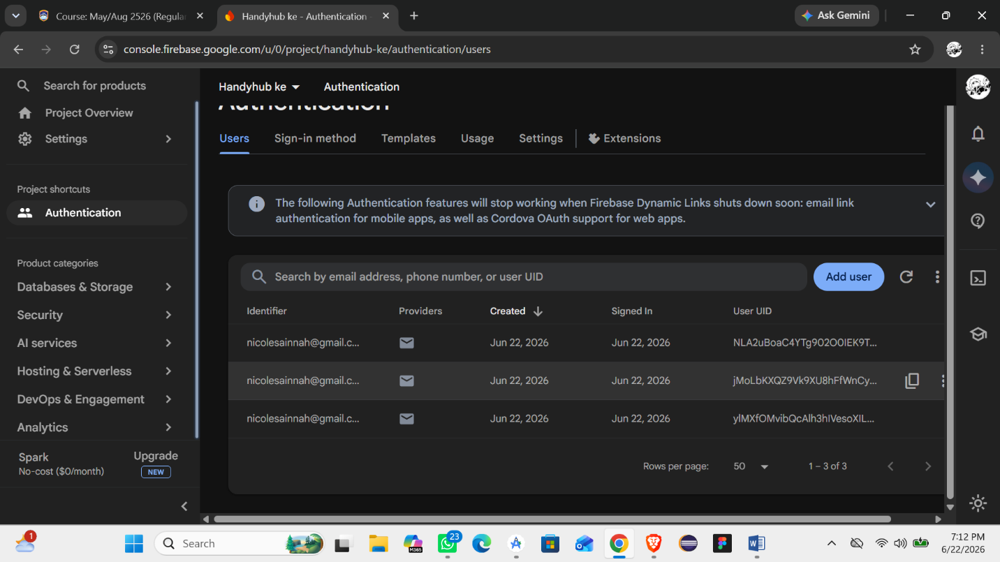 Course: May/Aug 2526 (Regula
Handyhub ke - Authentication -
Ask Gemini
console.firebase.google.com/u/0/project/handyhub-ke/authentication/users
Search for products
Project Overview
Settings
Project shortcuts
Authentication
Product categories
Databases & Storage
Security
AI services
Hosting & Serverless
DevOps & Engagement
Analytics
Spark
No-cost ($0/month)
Upgrade
NEW
Handyhub ke
Authentication
Authentication
Users
Sign-in method
Templates
Usage
Settings
Extensions
The following Authentication features will stop working when Firebase Dynamic Links shuts down soon: email link
authentication for mobile apps, as well as Cordova OAuth support for web apps.
Search by email address, phone number, or user UID
Add user
Identifier Providers Created Signed In User UID
nicolesainnah@gmail.c... Jun 22, 2026 Jun 22, 2026 NLA2uBoaC4YTg902O0IEK9T...
nicolesainnah@gmail.c... Jun 22, 2026 Jun 22, 2026 jMoLbKXQZ9Vk9XU8hFfWnCy...
nicolesainnah@gmail.c... Jun 22, 2026 Jun 22, 2026 ylMXfOMvibQcAlh3hIVesoXIL...
Rows per page: 50 1 – 3 of 3
1
Search
M365
23
7:12 PM
6/22/2026